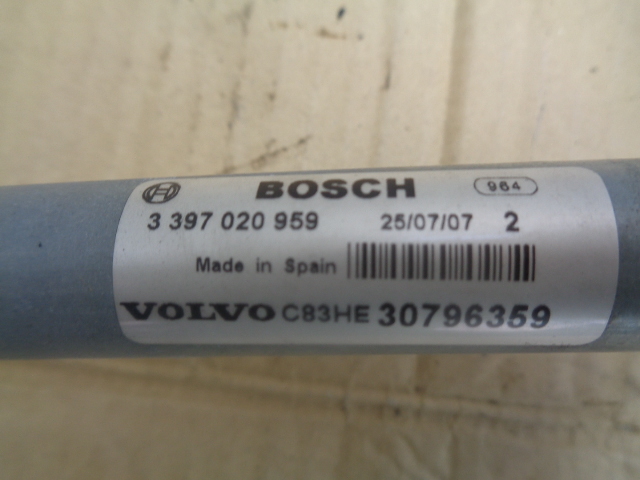 BOSCH 964
3 397 020 959 25/07/07 2
Made in Spain
VOLVO C83HE 30796359